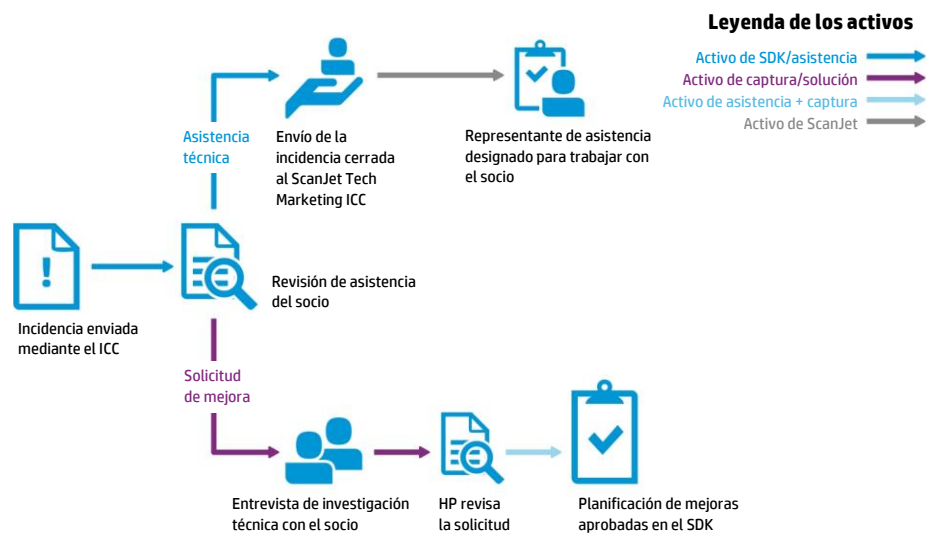 Leyenda de los activos
Activo de SDK/asistencia
Activo de captura/solución
Activo de asistencia + captura
Activo de ScanJet
Asistencia
técnica
Envío de la
incidencia cerrada
al ScanJet Tech
Marketing ICC
Representante de asistencia
designado para trabajar con
el socio
!
Incidencia enviada
mediante el ICC
Revisión de asistencia
del socio
Solicitud
de mejora
Entrevista de investigación
técnica con el socio
HP revisa
la solicitud
Planificación de mejoras
aprobadas en el SDK